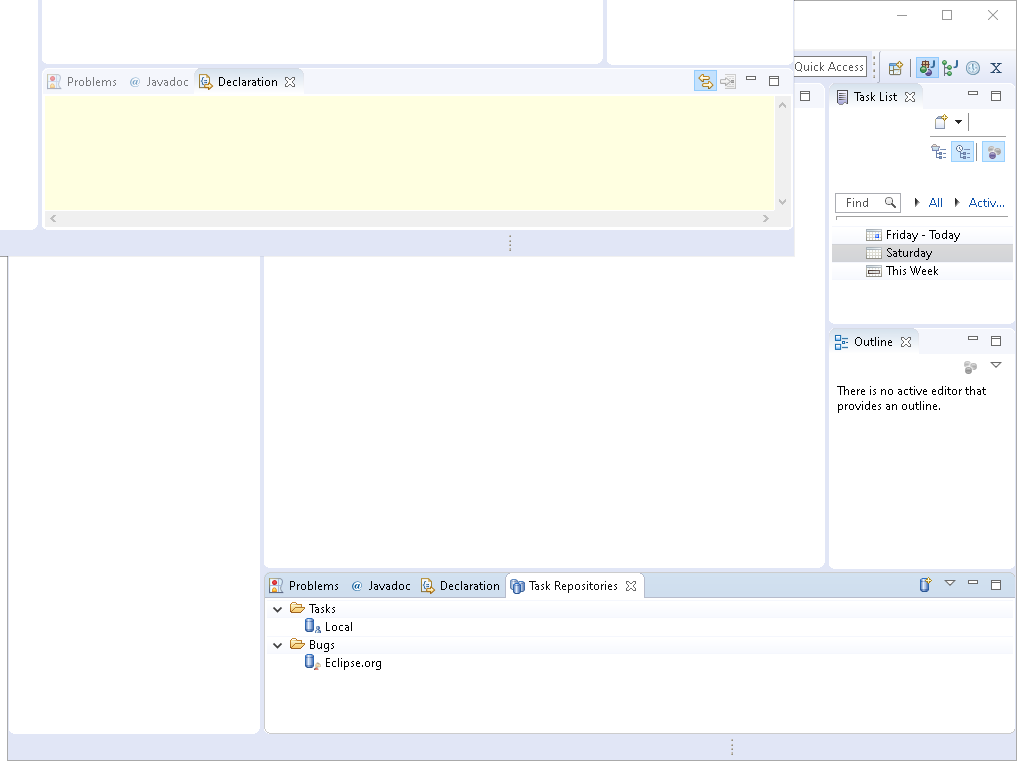 Problems @ Javadoc Declaration
Quick Access
Task List
Find All Activ...
Friday - Today
Saturday
This Week
Outline
There is no active editor that
provides an outline.
Problems @ Javadoc Declaration Task Repositories
Tasks
Local
Bugs
Eclipse.org